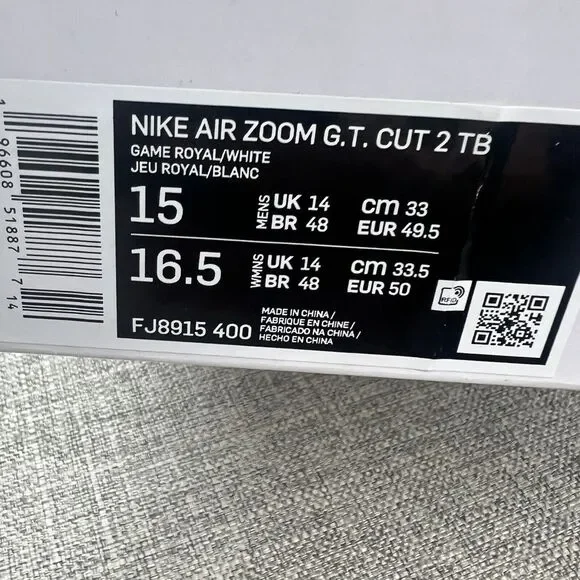 NIKE AIR ZOOM G.T. CUT 2 TB
GAME ROYAL/WHITE
JEU ROYAL/BLANC
15 MENS UK 14 cm 33
BR 48 EUR 49.5
16.5 WMNS UK 14 cm 33.5
BR 48 EUR 50
FJ8915 400
MADE IN CHINA /
FABRIQUE EN CHINE /
FABRICADO NA CHINA /
HECHO EN CHINA
RFID
1 96608 51887 714